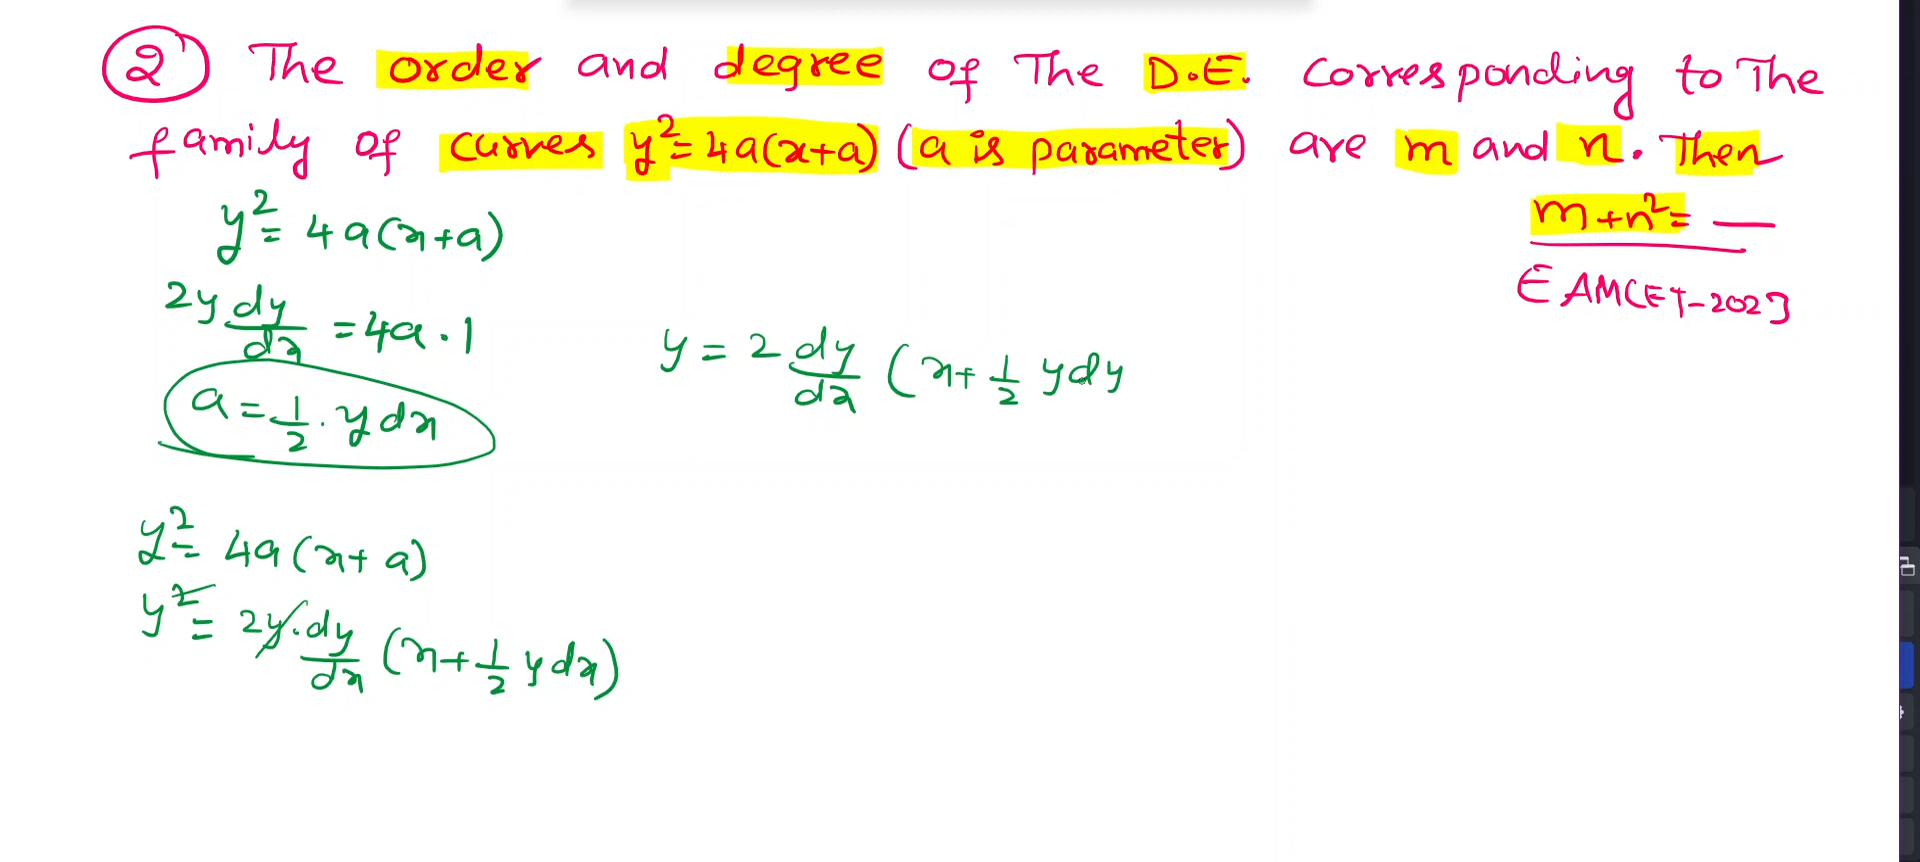 ② The order and degree of The D.E. corresponding to The
family of curves y²=4a(x+a) (a is parameter) are m and n. Then
m+n²= __
EAMCET-2023
y²= 4a(x+a)
2y dy/dx = 4a·1
a = 1/2 · y dx
y = 2 dy/dx (x+ 1/2 ydy
y²= 4a(x+a)
y²= 2y·dy/dx (x+ 1/2 y dx)